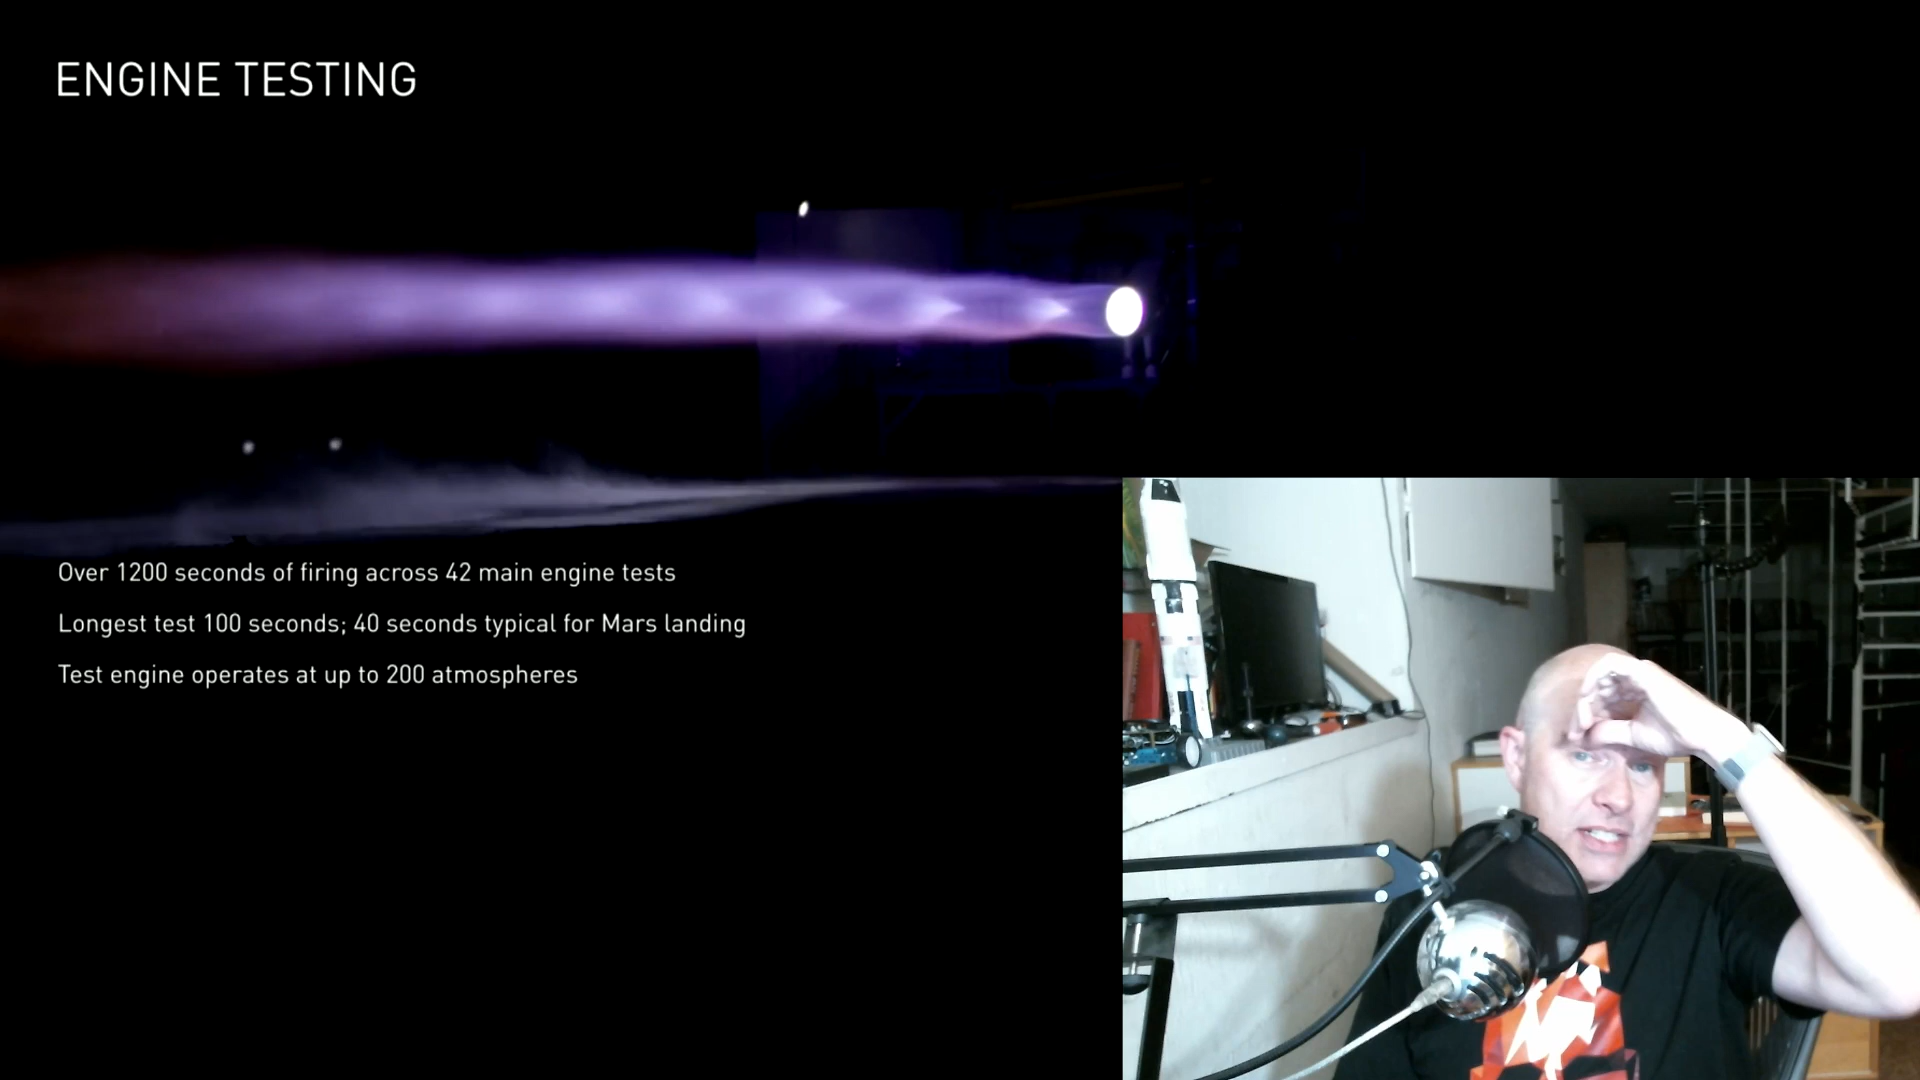 ENGINE TESTING
Over 1200 seconds of firing across 42 main engine tests
Longest test 100 seconds; 40 seconds typical for Mars landing
Test engine operates at up to 200 atmospheres